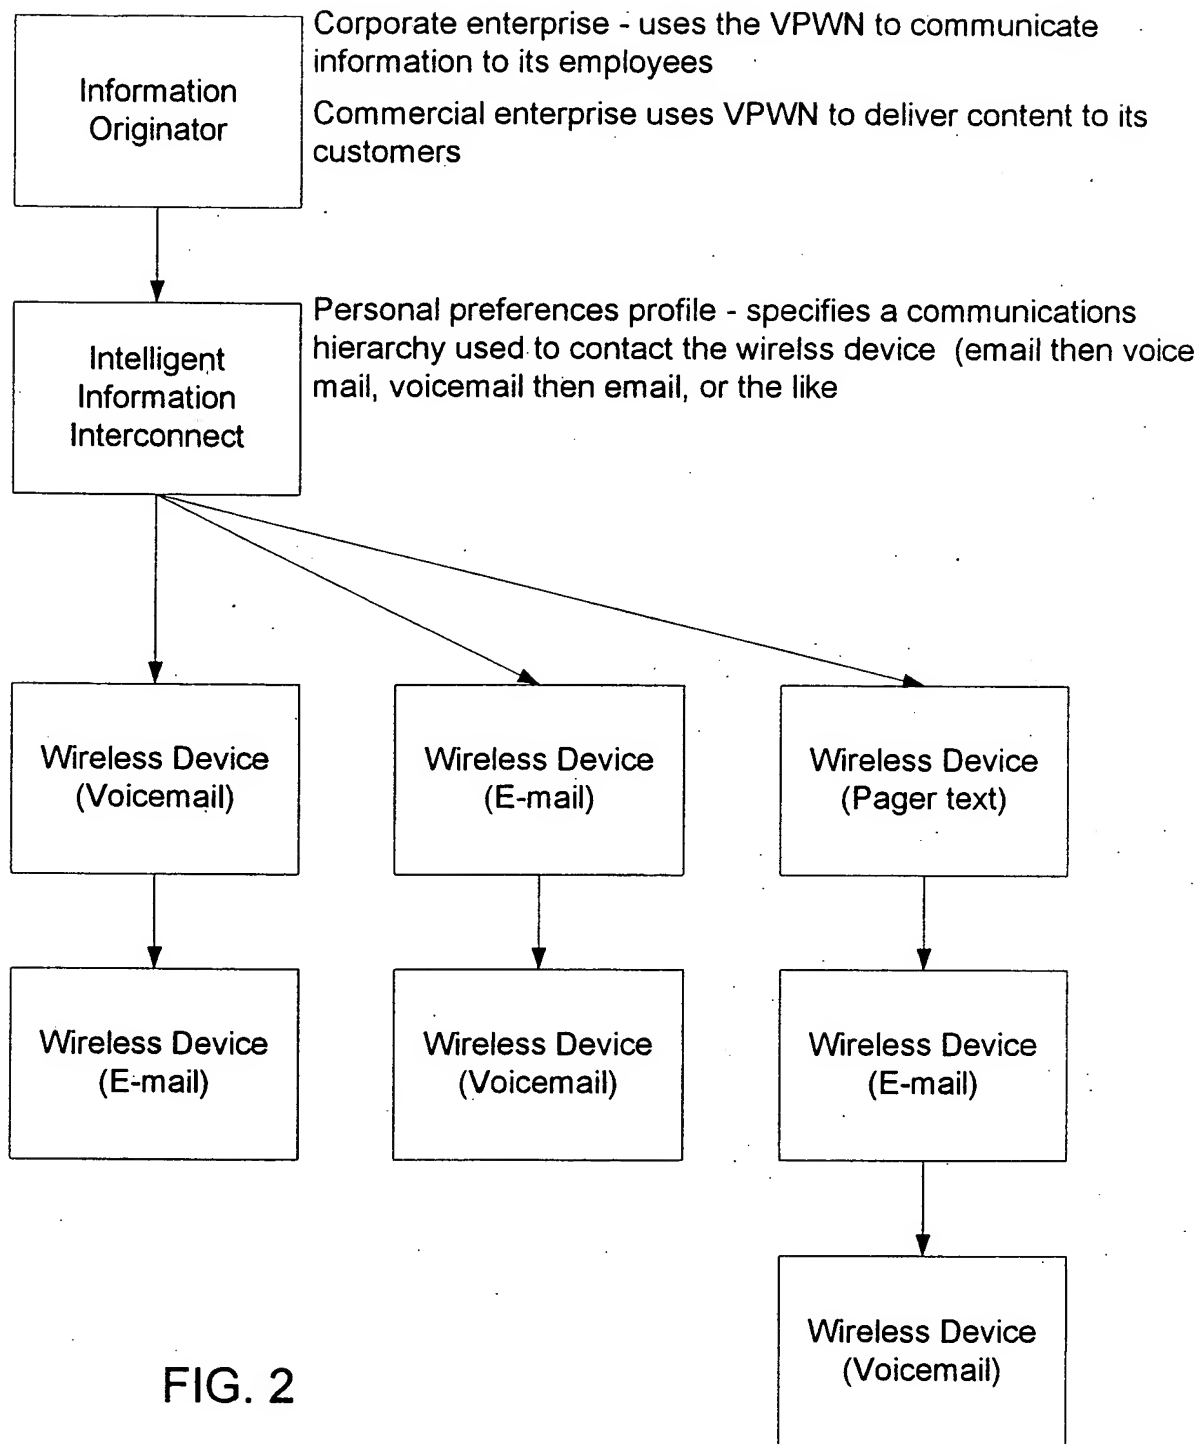 Information
Originator
Corporate enterprise - uses the VPWN to communicate
information to its employees
Commercial enterprise uses VPWN to deliver content to its
customers
Intelligent
Information
Interconnect
Personal preferences profile - specifies a communications
hierarchy used to contact the wirelss device (email then voice
mail, voicemail then email, or the like
Wireless Device
(Voicemail)
Wireless Device
(E-mail)
Wireless Device
(Pager text)
Wireless Device
(E-mail)
Wireless Device
(Voicemail)
Wireless Device
(E-mail)
Wireless Device
(Voicemail)
FIG. 2